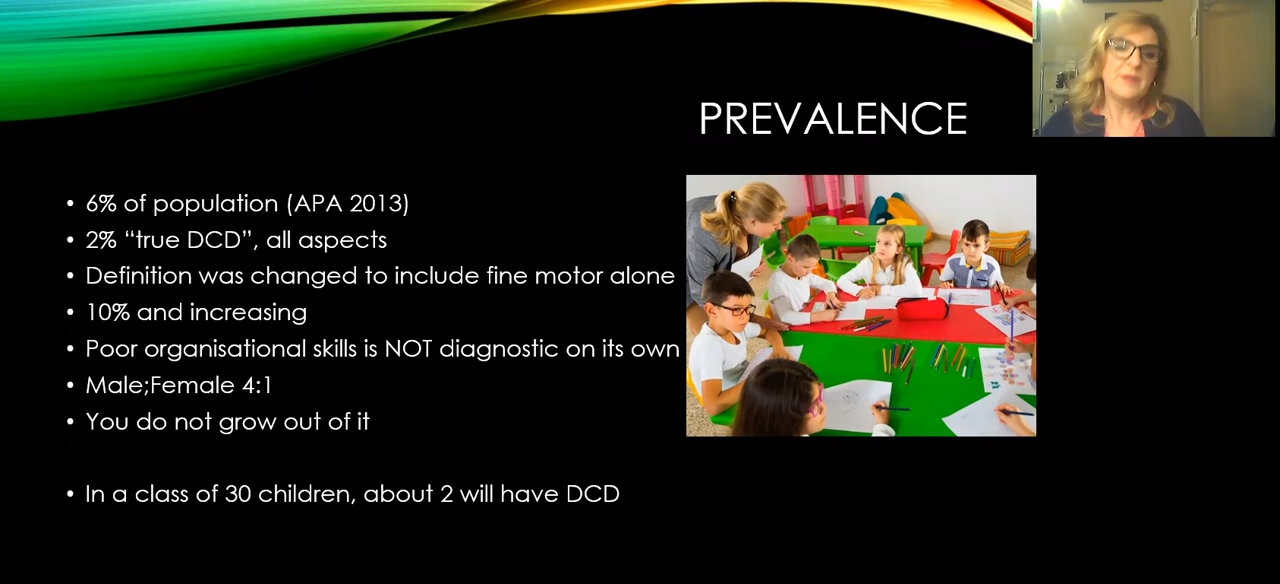 PREVALENCE
• 6% of population (APA 2013)
• 2% “true DCD”, all aspects
• Definition was changed to include fine motor alone
• 10% and increasing
• Poor organisational skills is NOT diagnostic on its own
• Male;Female 4:1
• You do not grow out of it
• In a class of 30 children, about 2 will have DCD